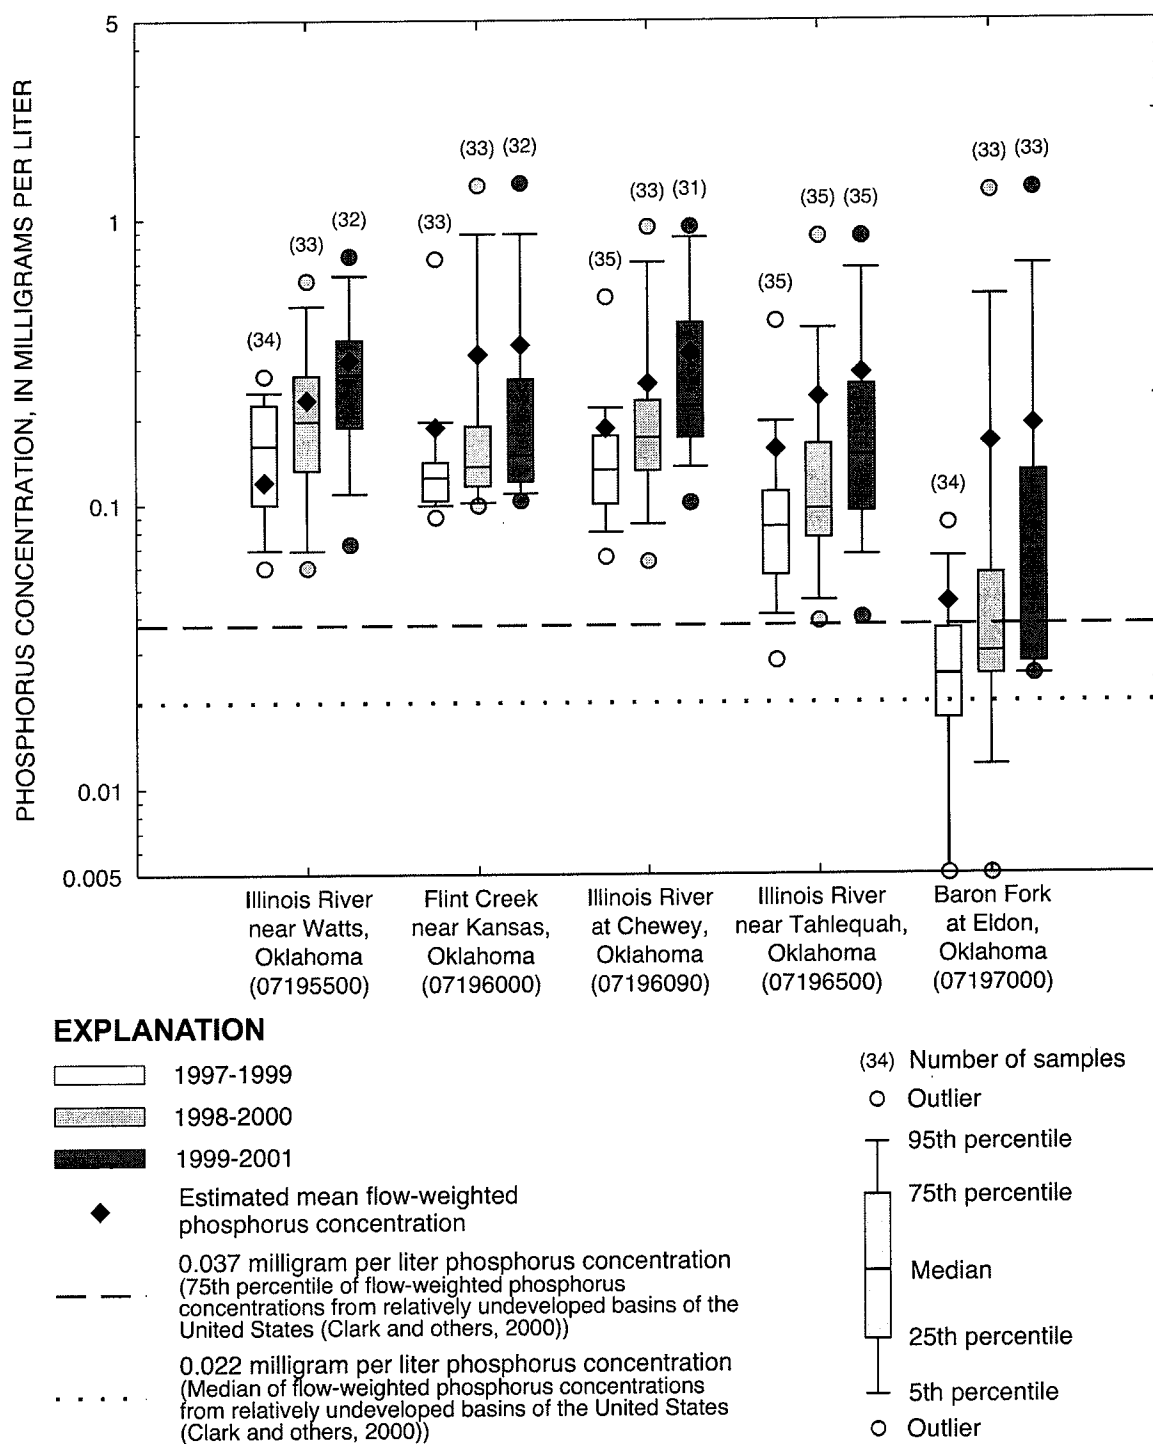 PHOSPHORUS CONCENTRATION, IN MILLIGRAMS PER LITER
5
1
0.1
0.01
0.005
(34)
(33)
(32)
(33)
(33)
(32)
(35)
(33)
(31)
(35)
(35)
(35)
(34)
(33)
(33)
Illinois River
near Watts,
Oklahoma
(07195500)
Flint Creek
near Kansas,
Oklahoma
(07196000)
Illinois River
at Chewey,
Oklahoma
(07196090)
Illinois River
near Tahlequah,
Oklahoma
(07196500)
Baron Fork
at Eldon,
Oklahoma
(07197000)
EXPLANATION
1997-1999
1998-2000
1999-2001
Estimated mean flow-weighted
phosphorus concentration
0.037 milligram per liter phosphorus concentration
(75th percentile of flow-weighted phosphorus
concentrations from relatively undeveloped basins of the
United States (Clark and others, 2000))
0.022 milligram per liter phosphorus concentration
(Median of flow-weighted phosphorus concentrations
from relatively undeveloped basins of the United States
(Clark and others, 2000))
(34) Number of samples
Outlier
95th percentile
75th percentile
Median
25th percentile
5th percentile
Outlier